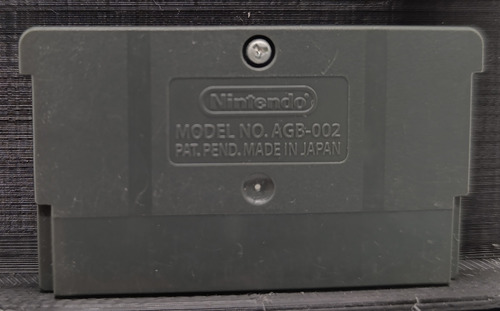 Nintendo
MODEL NO. AGB-002
PAT. PEND. MADE IN JAPAN